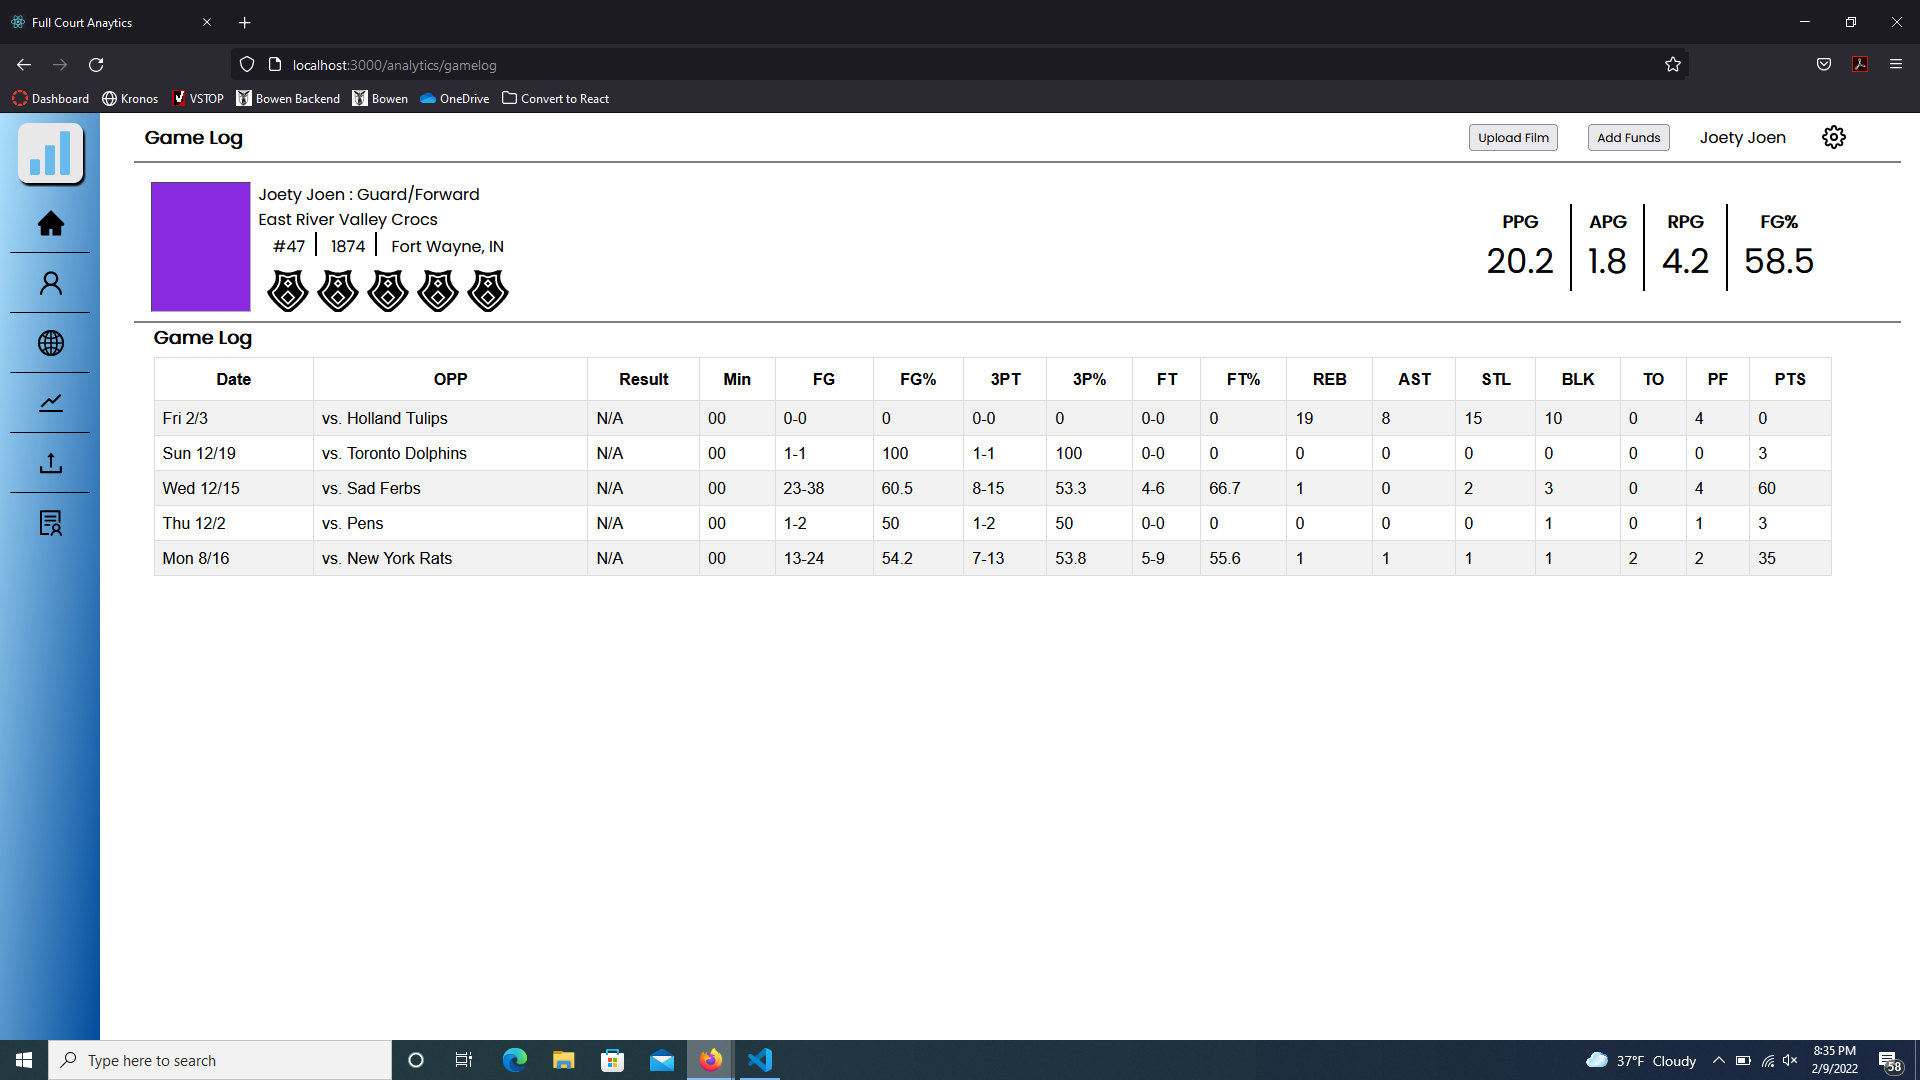 Full Court Anaytics
localhost:3000/analytics/gamelog
Dashboard Kronos VSTOP Bowen Backend Bowen OneDrive Convert to React
Game Log Upload Film Add Funds Joety Joen
Joety Joen : Guard/Forward
East River Valley Crocs
#47 1874 Fort Wayne, IN
PPG APG RPG FG%
20.2 1.8 4.2 58.5
Game Log
Date OPP Result Min FG FG% 3PT 3P% FT FT% REB AST STL BLK TO PF PTS
Fri 2/3 vs. Holland Tulips N/A 00 0-0 0 0-0 0 0-0 0 19 8 15 10 0 4 0
Sun 12/19 vs. Toronto Dolphins N/A 00 1-1 100 1-1 100 0-0 0 0 0 0 0 0 0 3
Wed 12/15 vs. Sad Ferbs N/A 00 23-38 60.5 8-15 53.3 4-6 66.7 1 0 2 3 0 4 60
Thu 12/2 vs. Pens N/A 00 1-2 50 1-2 50 0-0 0 0 0 0 1 0 1 3
Mon 8/16 vs. New York Rats N/A 00 13-24 54.2 7-13 53.8 5-9 55.6 1 1 1 1 2 2 35
Type here to search
37°F Cloudy
8:35 PM
2/9/2022
58